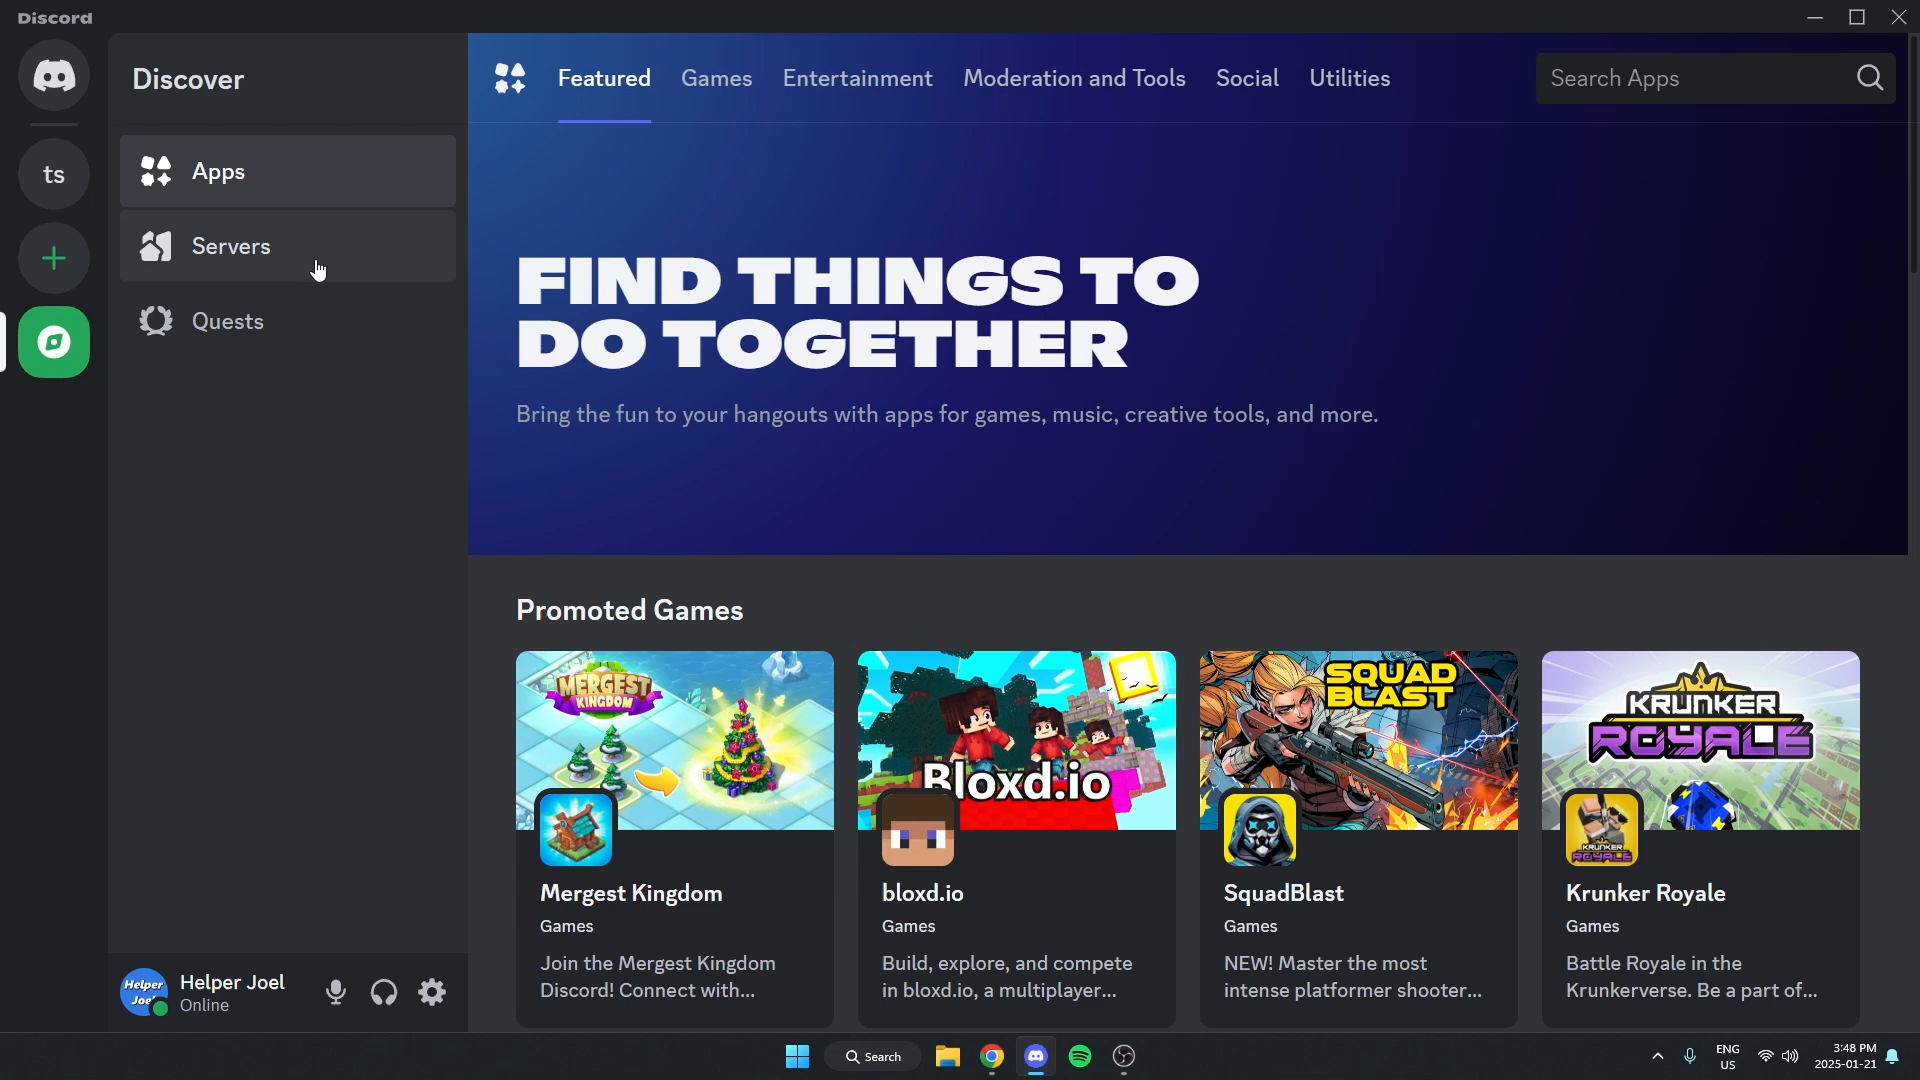 Discord
ts
Discover
Apps
Servers
Quests
Featured
Games
Entertainment
Moderation and Tools
Social
Utilities
Search Apps
FIND THINGS TO
DO TOGETHER
Bring the fun to your hangouts with apps for games, music, creative tools, and more.
Promoted Games
MERGEST
KINGDOM
Mergest Kingdom
Games
Join the Mergest Kingdom
Discord! Connect with...
Bloxd.io
bloxd.io
Games
Build, explore, and compete
in bloxd.io, a multiplayer...
SQUAD
BLAST
SquadBlast
Games
NEW! Master the most
intense platformer shooter...
KRUNKER
ROYALE
KRUNKER
ROYALE
Krunker Royale
Games
Battle Royale in the
Krunkerverse. Be a part of...
Helper
Joel
Helper Joel
Online
Search
ENG
US
3:48 PM
2025-01-21